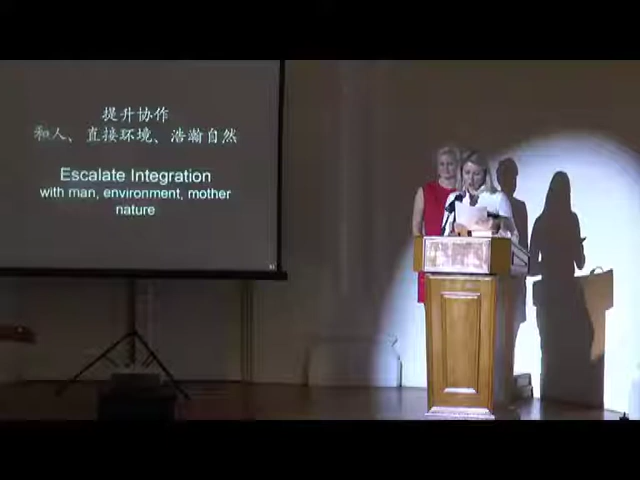 提升协作
和人、直接环境、浩瀚自然
Escalate Integration
with man, environment, mother
nature